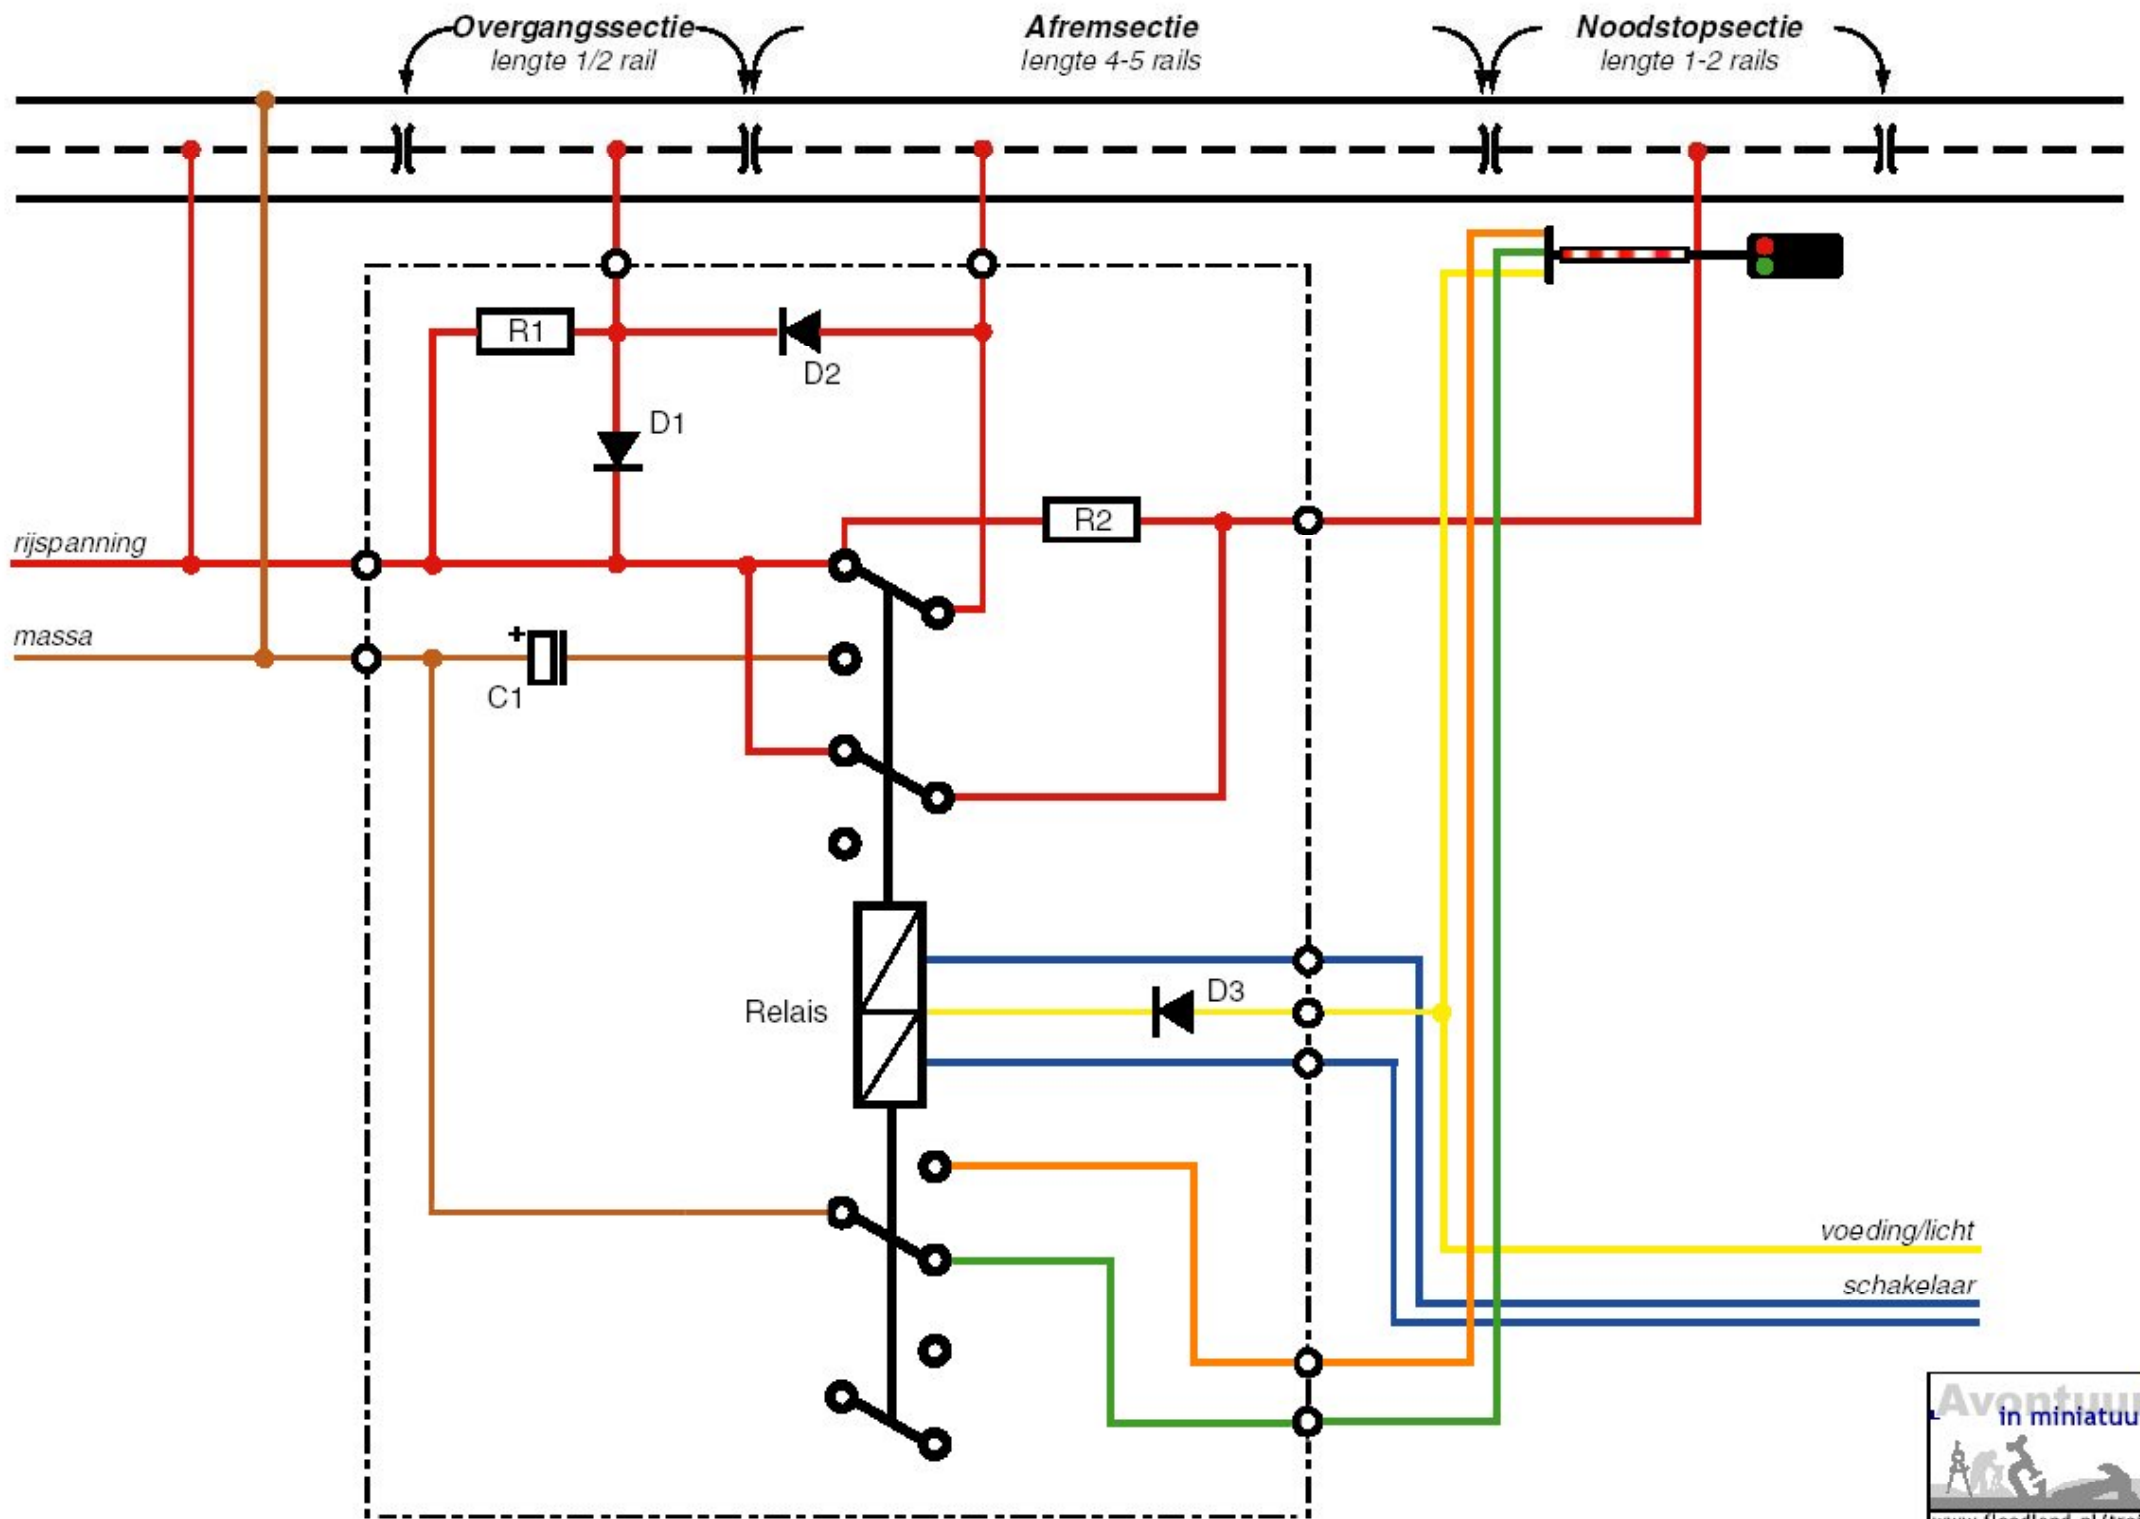 Overgangssectie
lengte 1/2 rail
Afremsectie
lengte 4-5 rails
Noodstopsectie
lengte 1-2 rails
R1
D2
D1
R2
rijspanning
massa
+
C1
D3
Relais
voeding/licht
schakelaar
Avontuur
in miniatuu